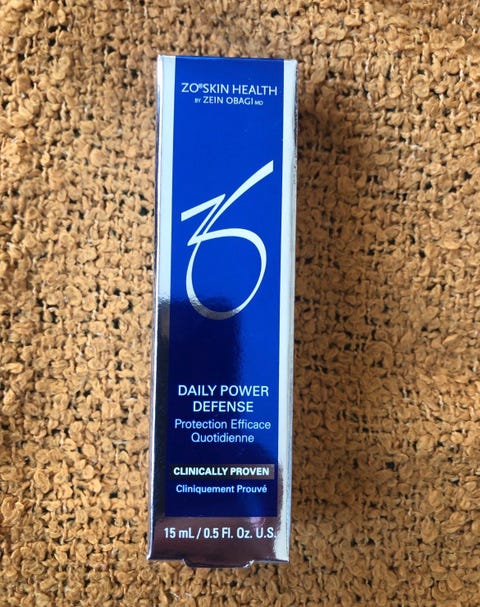 ZO® SKIN HEALTH
BY ZEIN OBAGI MD
ZO
DAILY POWER
DEFENSE
Protection Efficace
Quotidienne
CLINICALLY PROVEN
Cliniquement Prouvé
15 mL / 0.5 Fl. Oz. U.S.